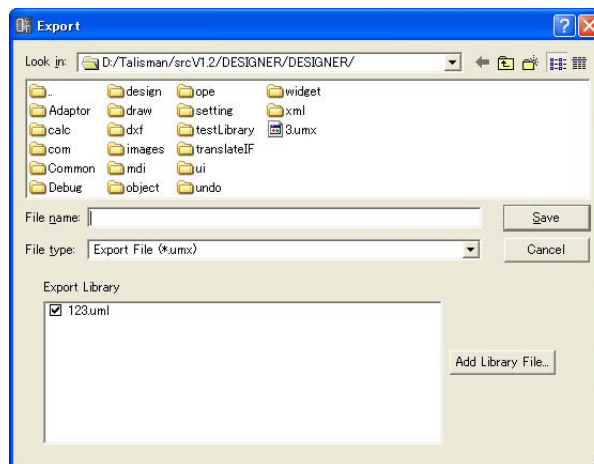 Export
Look in: D:/Talisman/srcV1.2/DESIGNER/DESIGNER/
.. design ope widget
Adaptor draw setting xml
calc dxf testLibrary 3.umx
com images translateIF
Common mdi ui
Debug object undo
File name: Save
File type: Export File (*.umx) Cancel
Export Library
123.uml
Add Library File...